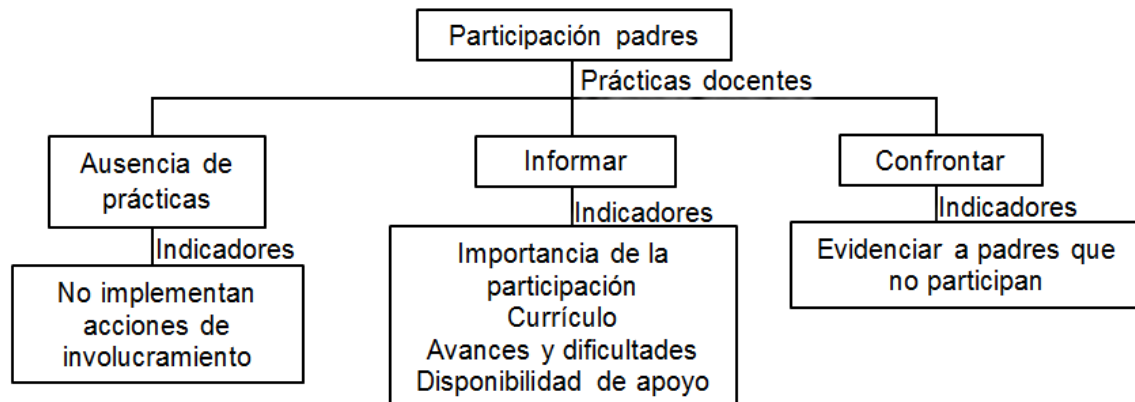 Participación padres
Prácticas docentes
Ausencia de
prácticas
Indicadores
No implementan
acciones de
involucramiento
Informar
Indicadores
Importancia de la
participación
Currículo
Avances y dificultades
Disponibilidad de apoyo
Confrontar
Indicadores
Evidenciar a padres que
no participan